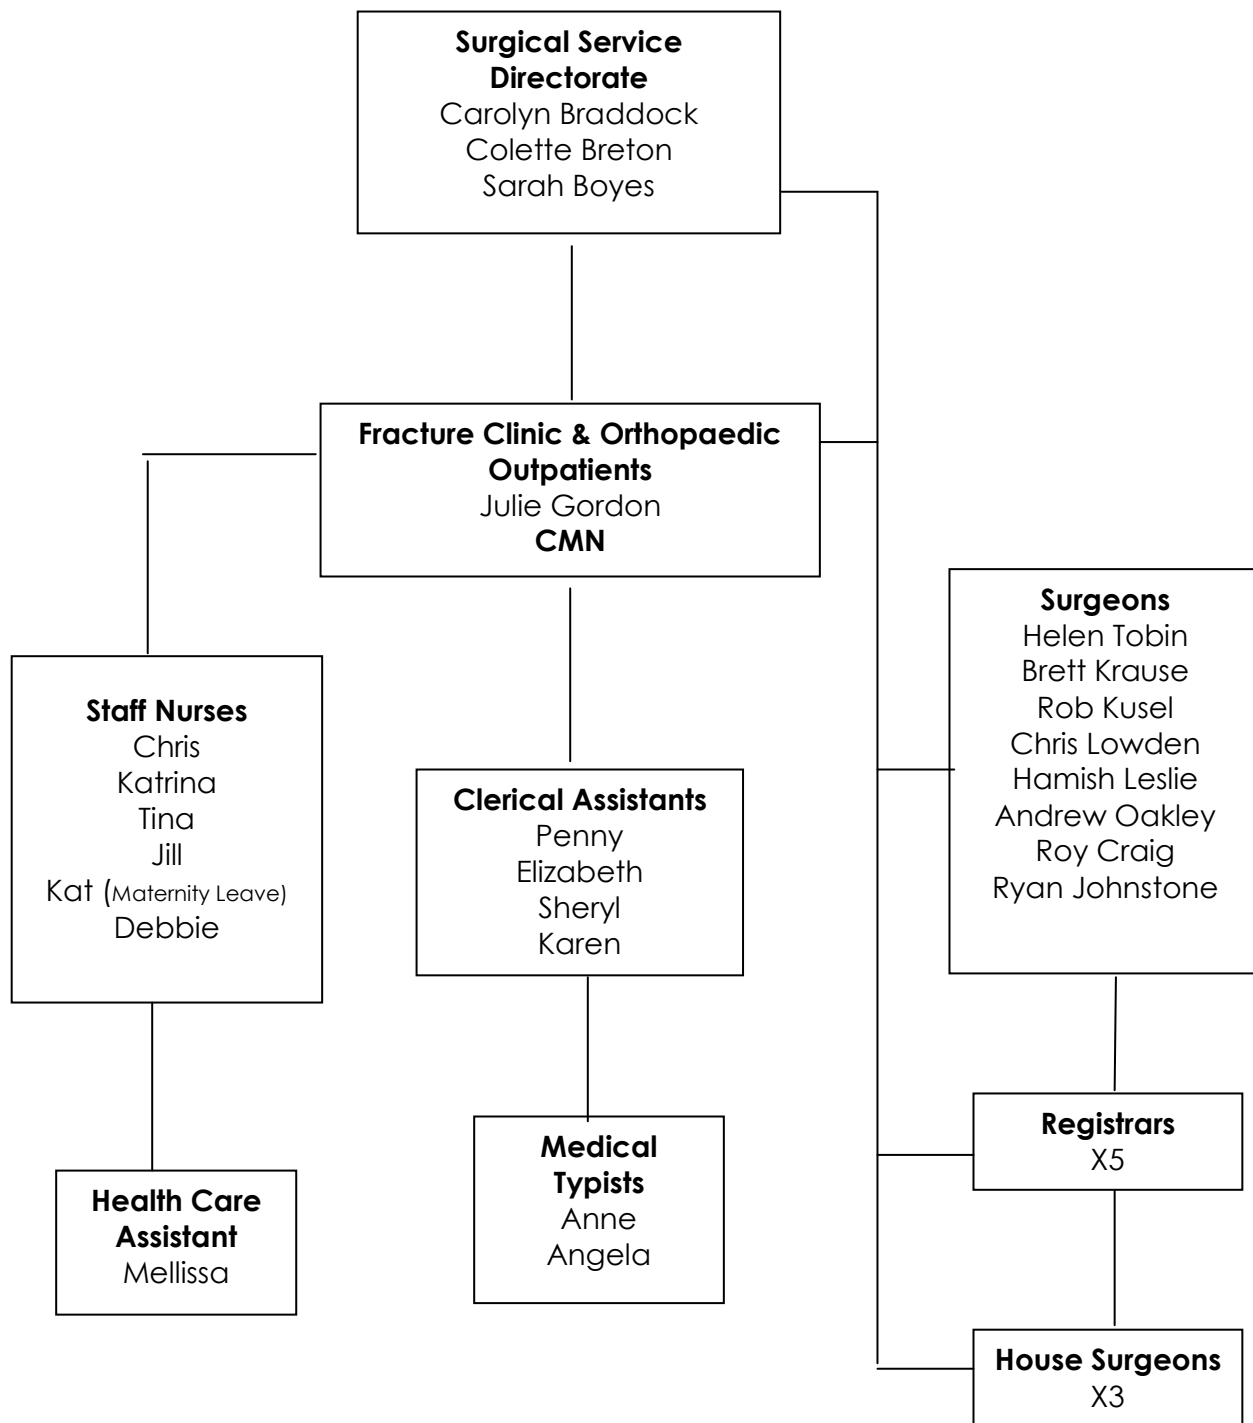 Surgical Service
Directorate
Carolyn Braddock
Colette Breton
Sarah Boyes
Fracture Clinic & Orthopaedic
Outpatients
Julie Gordon
CMN
Staff Nurses
Chris
Katrina
Tina
Jill
Kat (Maternity Leave)
Debbie
Clerical Assistants
Penny
Elizabeth
Sheryl
Karen
Surgeons
Helen Tobin
Brett Krause
Rob Kusel
Chris Lowden
Hamish Leslie
Andrew Oakley
Roy Craig
Ryan Johnstone
Health Care
Assistant
Mellissa
Medical
Typists
Anne
Angela
Registrars
X5
House Surgeons
X3